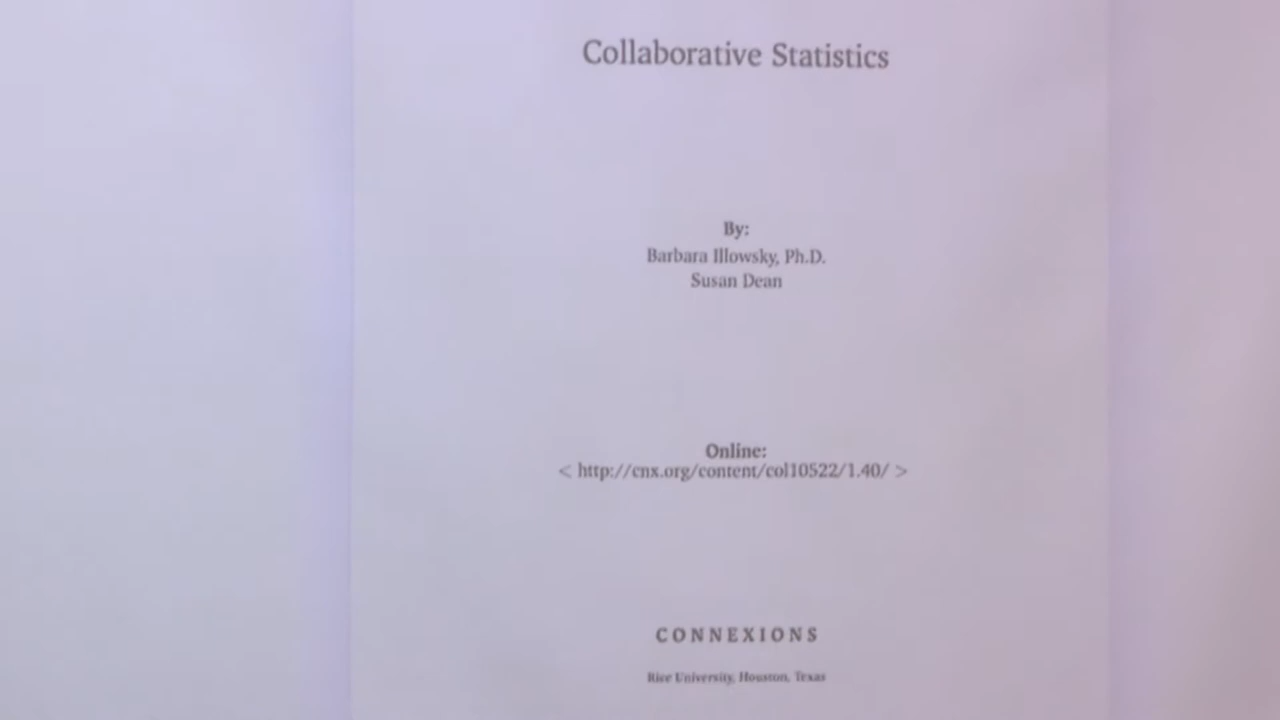 Collaborative Statistics
By:
Barbara Illowsky, Ph.D.
Susan Dean
Online:
< http://cnx.org/content/col10522/1.40/ >
CONNEXIONS
Rice University, Houston, Texas